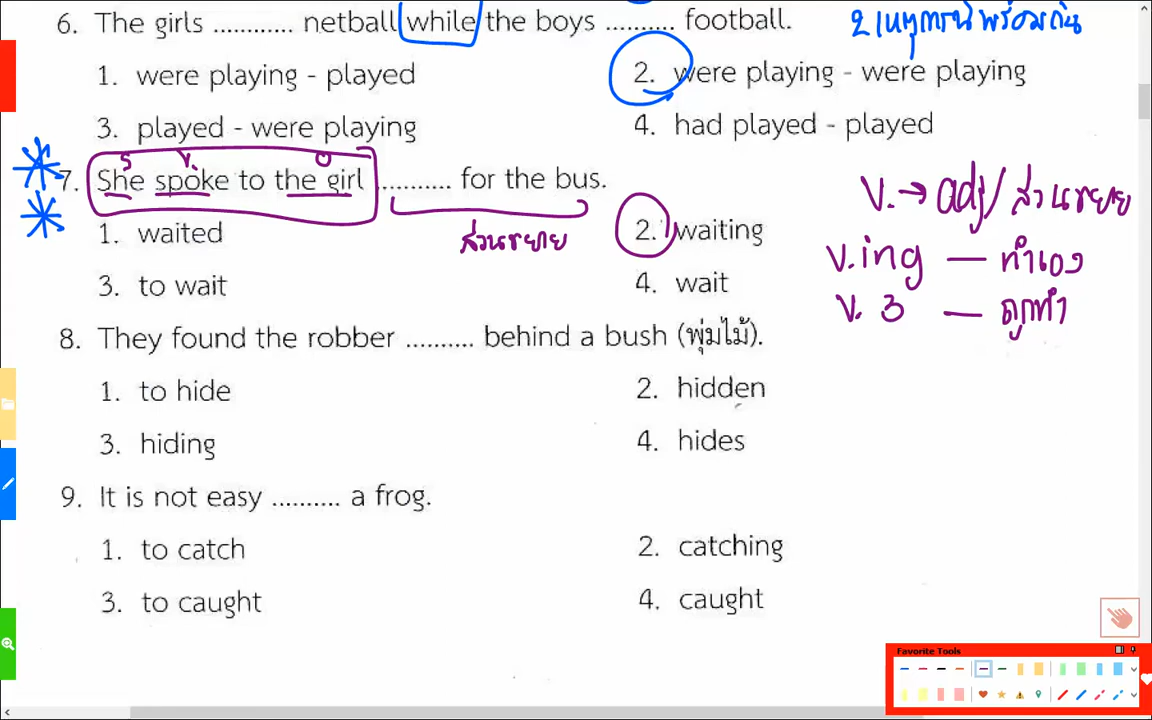 6. The girls ............ netball while the boys .......... football. 2 เหตุการณ์พร้อมกัน
1. were playing - played 2. were playing - were playing
3. played - were playing 4. had played - played
S V. O
7. She spoke to the girl .......... for the bus. V. → adj/ส่วนขยาย
ส่วนขยาย
1. waited 2. waiting V.ing — ทำเอง
3. to wait 4. wait V. 3 — ถูกทำ
8. They found the robber .......... behind a bush (พุ่มไม้).
1. to hide 2. hidden
3. hiding 4. hides
9. It is not easy .......... a frog.
1. to catch 2. catching
3. to caught 4. caught
Favorite Tools